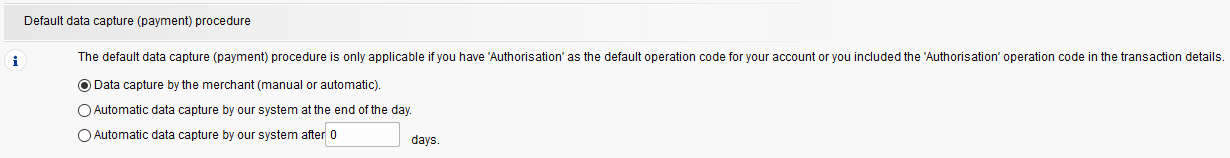 Default data capture (payment) procedure
The default data capture (payment) procedure is only applicable if you have 'Authorisation' as the default operation code for your account or you included the 'Authorisation' operation code in the transaction details.
Data capture by the merchant (manual or automatic).
Automatic data capture by our system at the end of the day.
Automatic data capture by our system after 0 days.